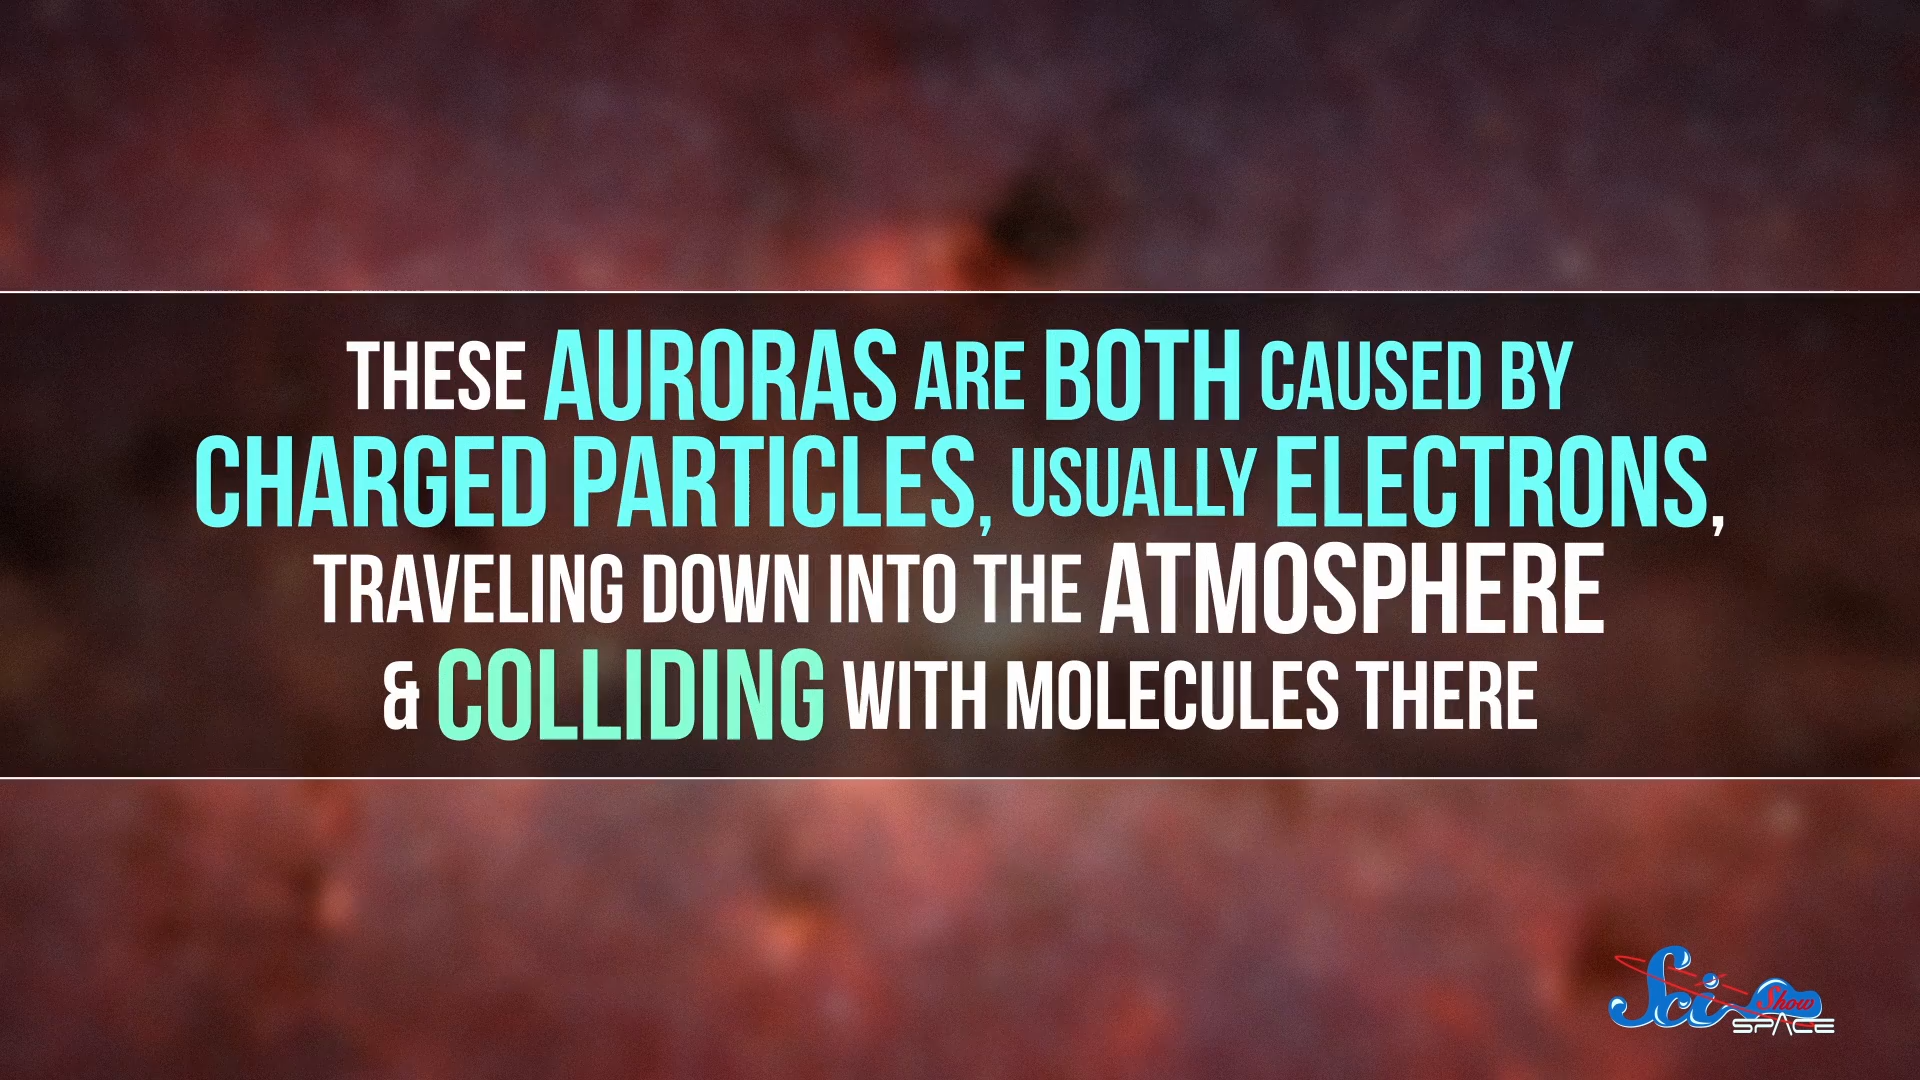 THESE AURORAS ARE BOTH CAUSED BY
CHARGED PARTICLES, USUALLY ELECTRONS,
TRAVELING DOWN INTO THE ATMOSPHERE
& COLLIDING WITH MOLECULES THERE
Sci Show
SPACE